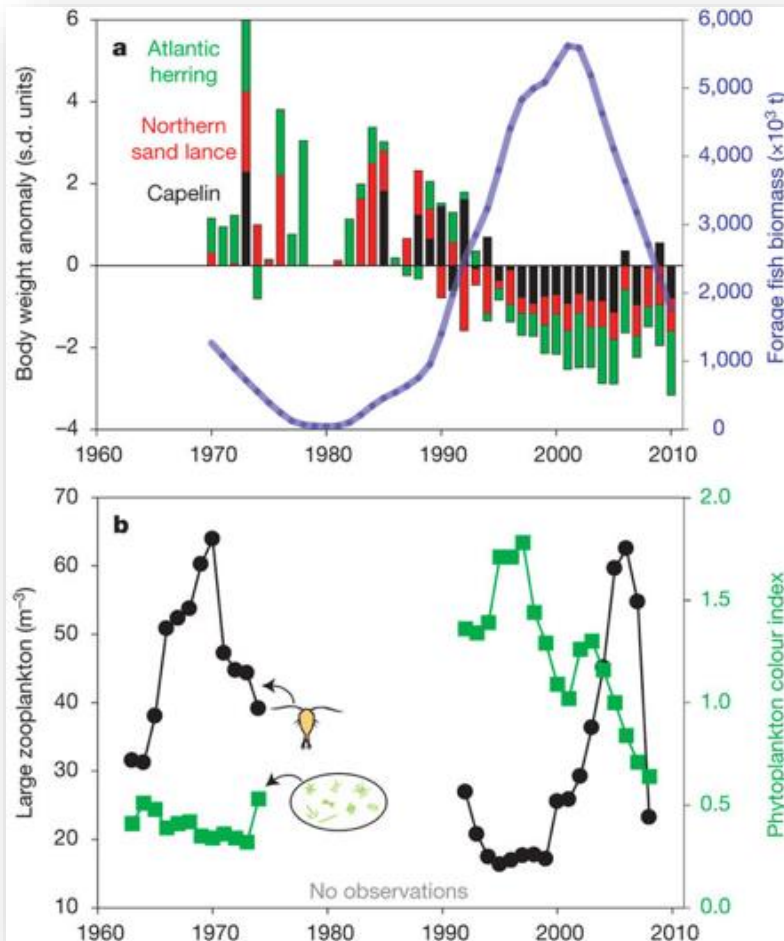 a
Atlantic
herring
Northern
sand lance
Capelin
Body weight anomaly (s.d. units)
6
4
2
0
–2
–4
Forage fish biomass (×10³ t)
6,000
5,000
4,000
3,000
2,000
1,000
0
1960 1970 1980 1990 2000 2010
b
Large zooplankton (m⁻³)
70
60
50
40
30
20
10
Phytoplankton colour index
2.0
1.5
1.0
0.5
0.0
No observations
1960 1970 1980 1990 2000 2010